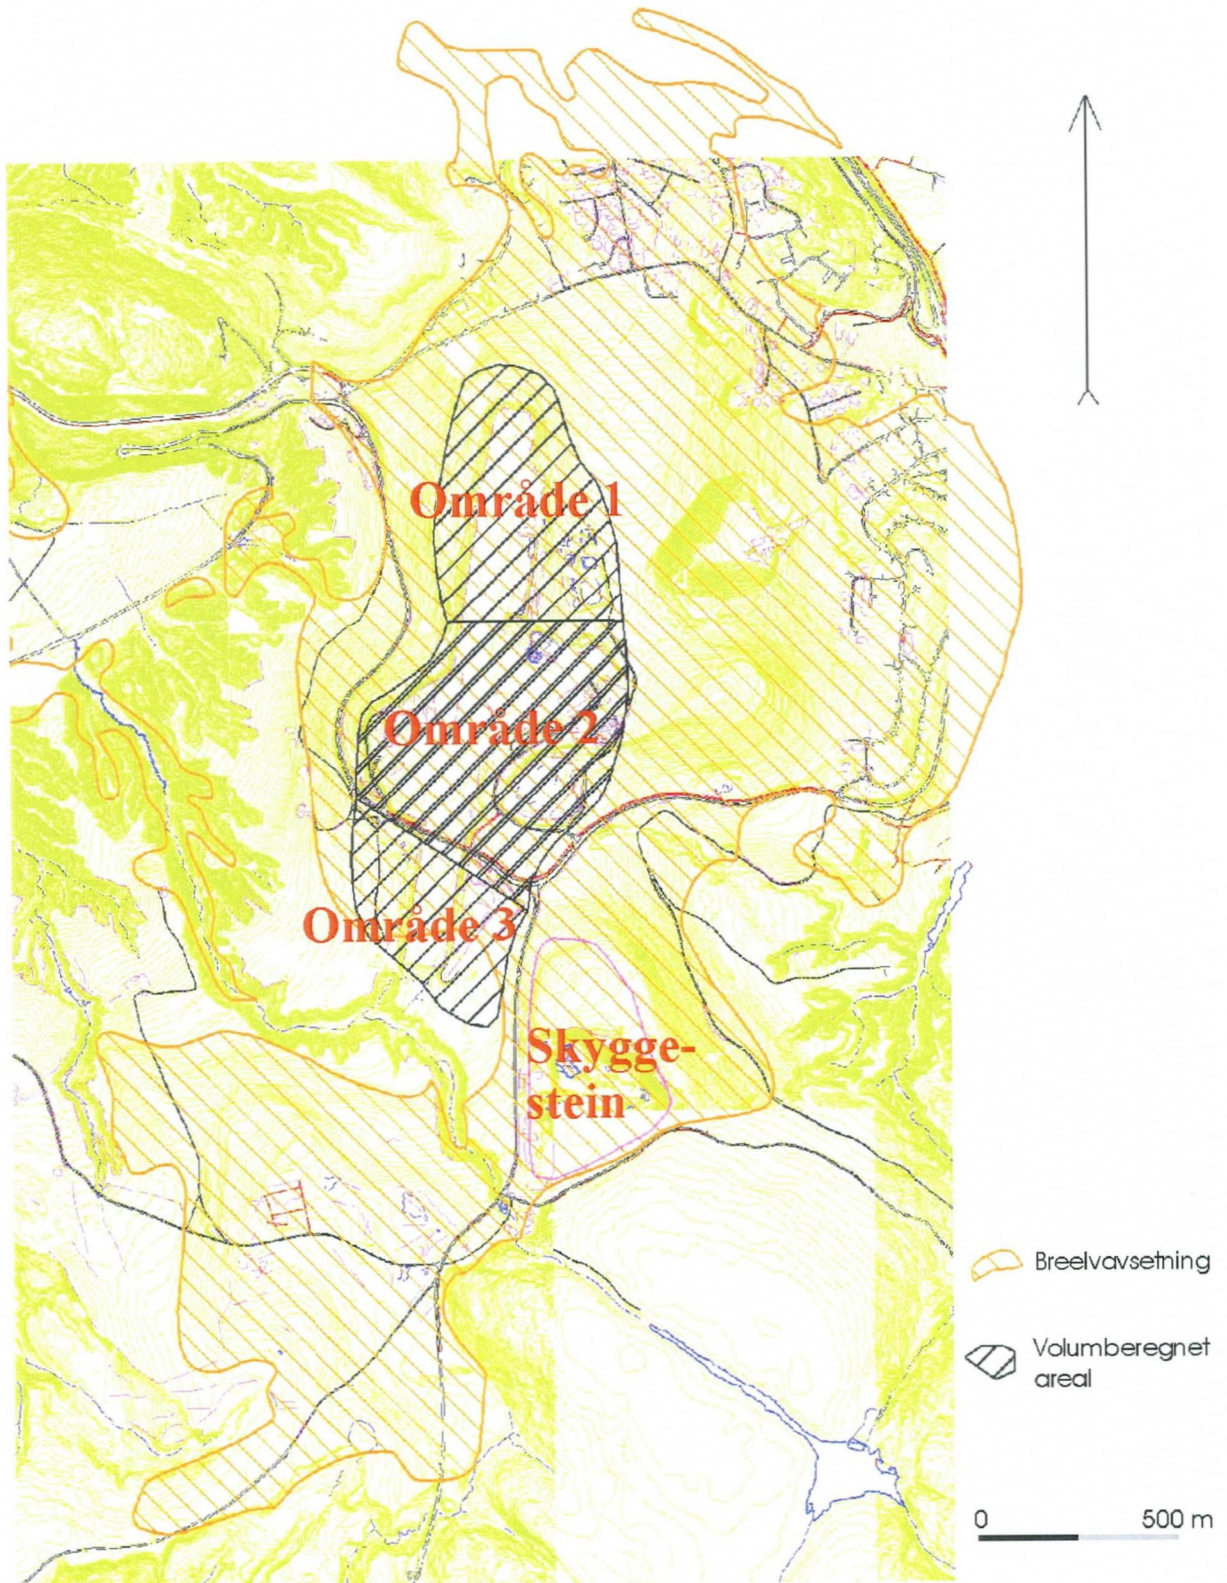 Område 1
Område 2
Område 3
Skygge-
stein
Breelvavsetning
Volumberegnet
areal
0 500 m